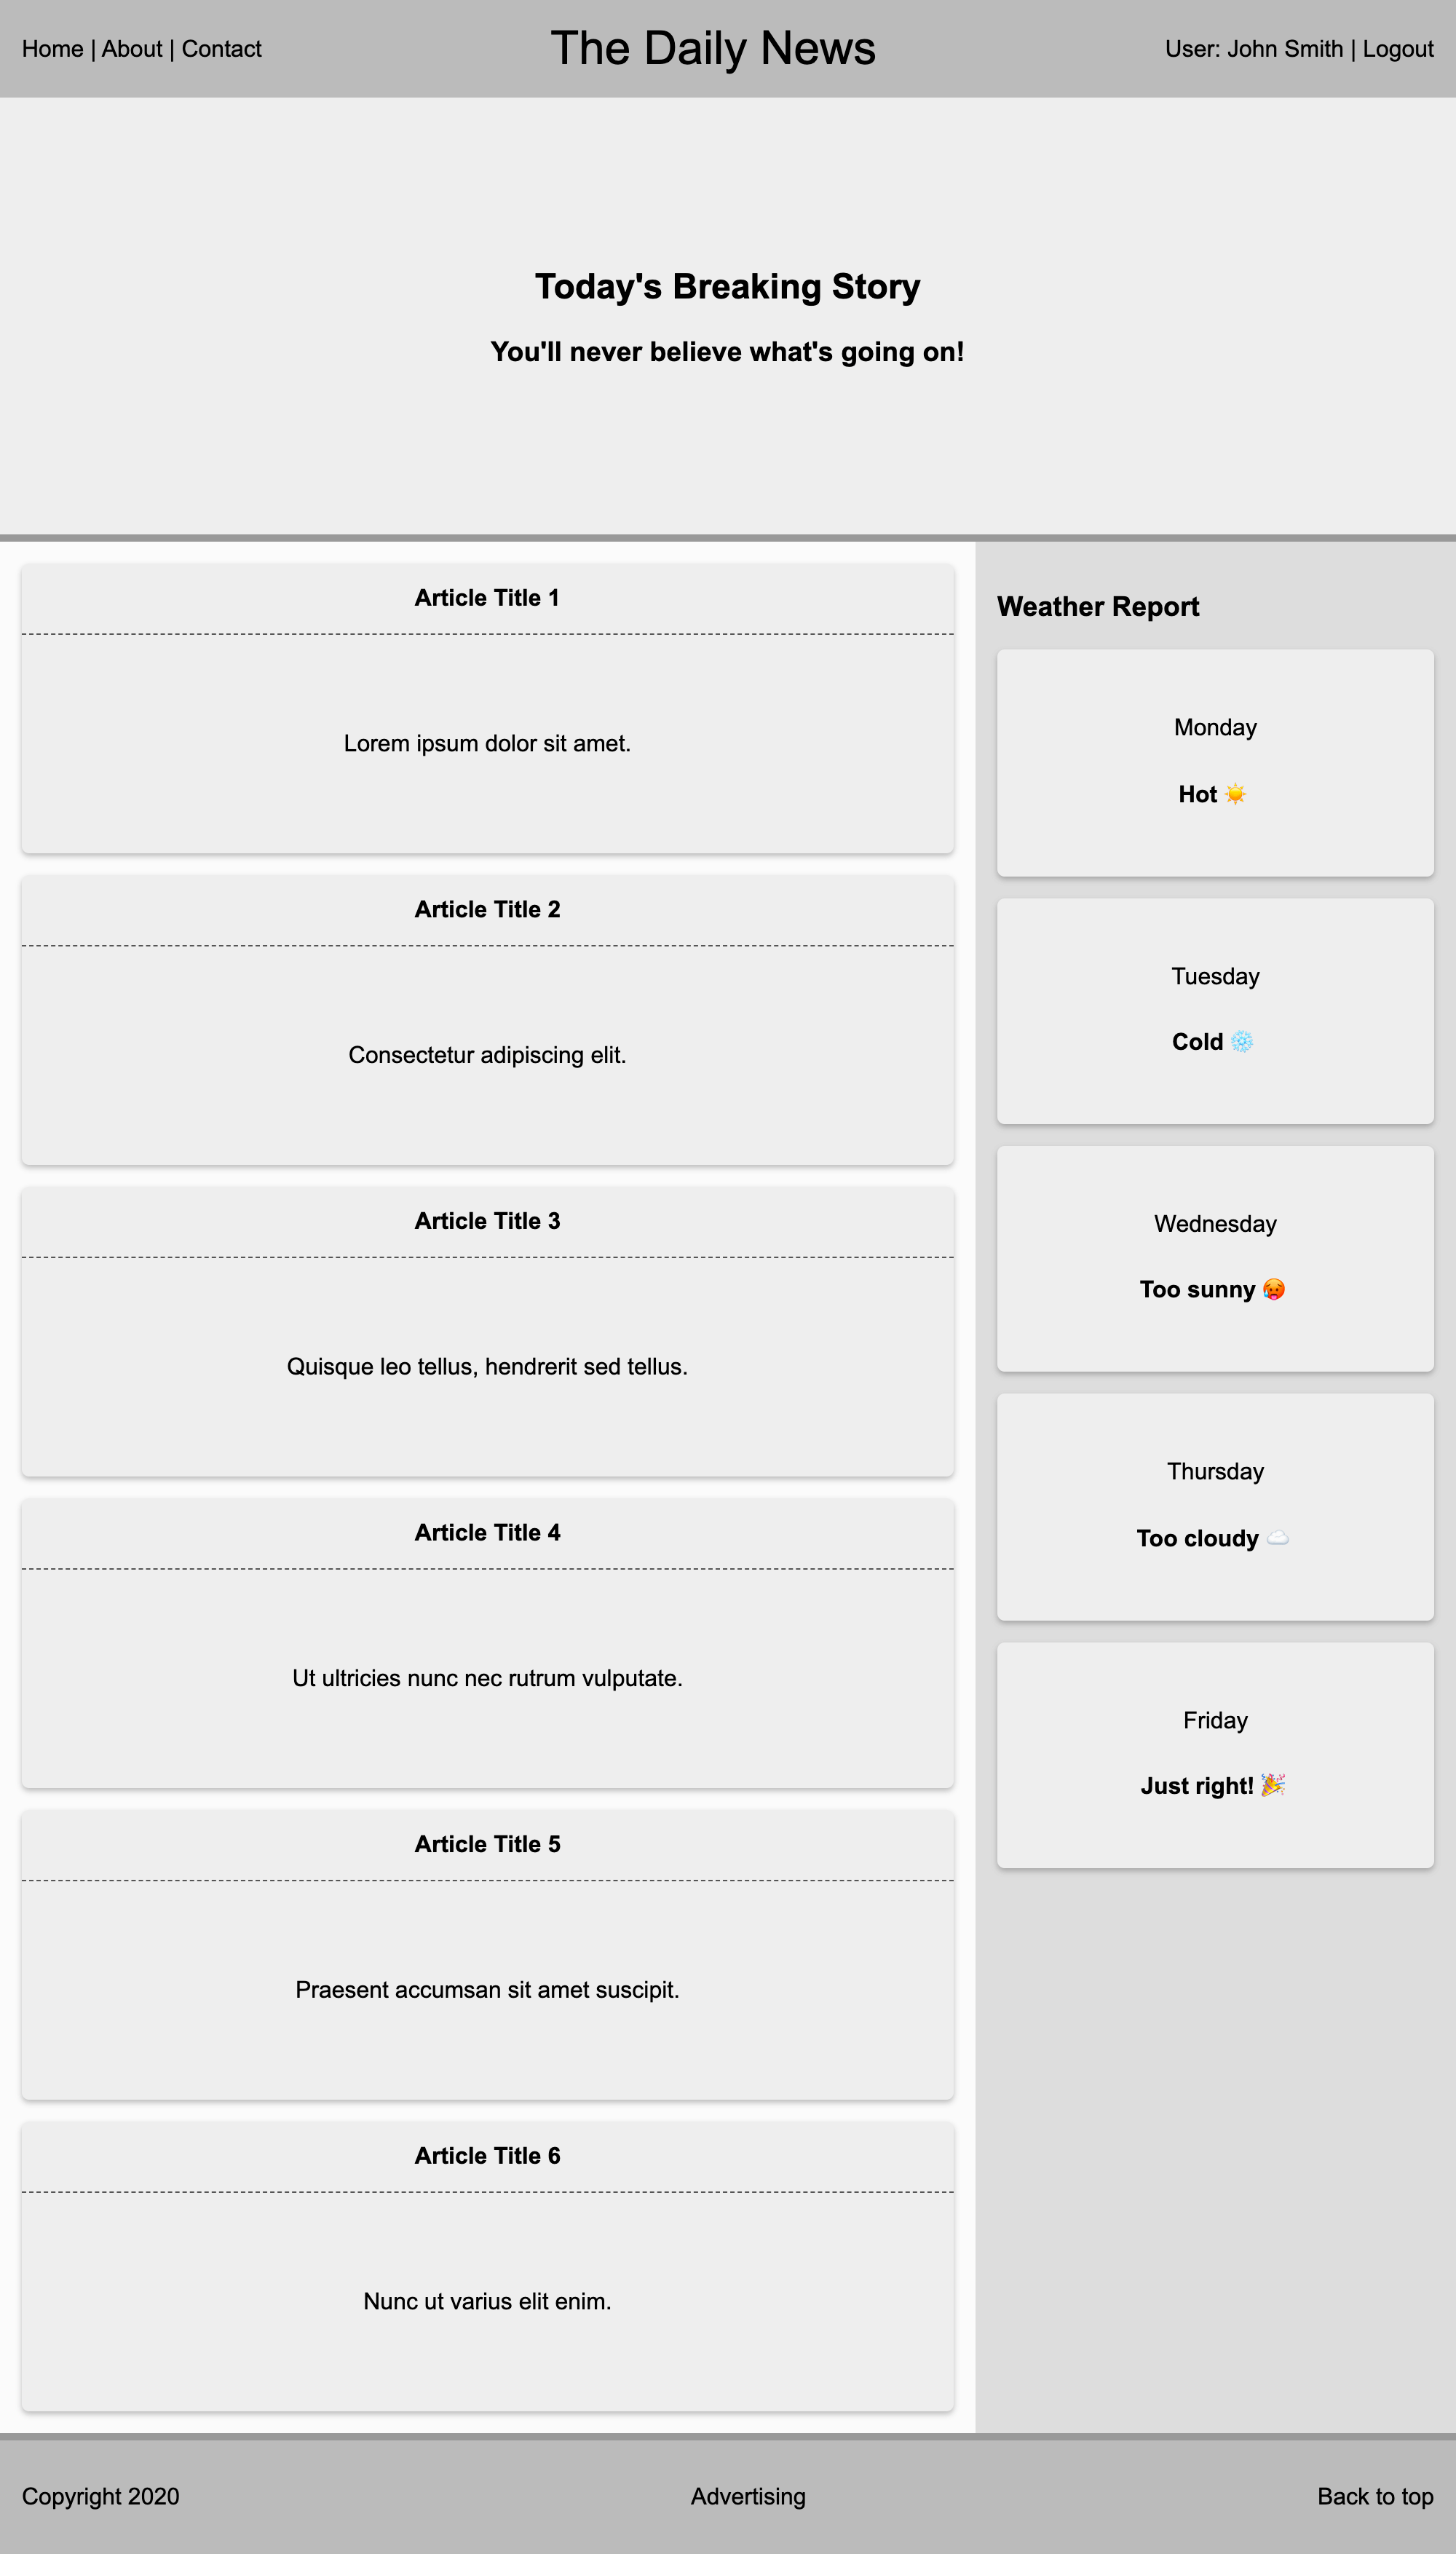 Home | About | Contact
The Daily News
User: John Smith | Logout
Today's Breaking Story
You'll never believe what's going on!
Article Title 1
Lorem ipsum dolor sit amet.
Article Title 2
Consectetur adipiscing elit.
Article Title 3
Quisque leo tellus, hendrerit sed tellus.
Article Title 4
Ut ultricies nunc nec rutrum vulputate.
Article Title 5
Praesent accumsan sit amet suscipit.
Article Title 6
Nunc ut varius elit enim.
Weather Report
Monday
Hot ☀️
Tuesday
Cold ❄️
Wednesday
Too sunny 🥵
Thursday
Too cloudy ☁️
Friday
Just right! 🎉
Copyright 2020
Advertising
Back to top